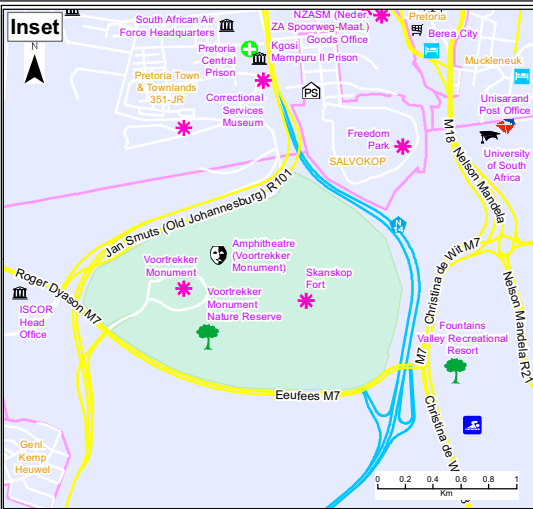 Inset
N
South African Air
Force Headquarters
NZASM (Neder.
ZA Spoorweg-Maat.)
Goods Office
Pretoria
Berea City
Pretoria
Central
Prison
Kgosi
Mampuru II Prison
Muckleneuk
Pretoria Town
& Townlands
351-JR
Correctional
Services
Museum
PS
Unisarand
Post Office
Freedom
Park
SALVOKOP
M18
Nelson Mandela
University
of South
Africa
Jan Smuts (Old Johannesburg) R101
N
14
Amphitheatre
(Voortrekker
Monument)
Voortrekker
Monument
Skanskop
Fort
Roger Dyason M7
Voortrekker
Monument
Nature Reserve
ISCOR
Head
Office
Christina de Wit M7
Nelson Mandela R21
Fountains
Valley Recreational
Resort
M7
Eeufees M7
Christina de W
Genl.
Kemp
Heuwel
0 0.2 0.4 0.6 0.8 1
Km